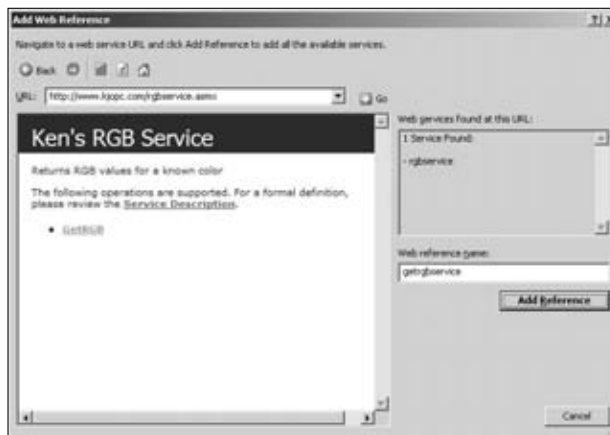 Add Web Reference
Navigate to a web service URL and click Add Reference to add all the available services.
Back
URL: http://www.kjopc.com/rgbservice.asmx
Go
Ken's RGB Service
Returns RGB values for a known color
The following operations are supported. For a formal definition,
please review the Service Description.
• GetRGB
Web services found at this URL:
1 Service Found:
- rgbservice
Web reference name:
getrgbservice
Add Reference
Cancel